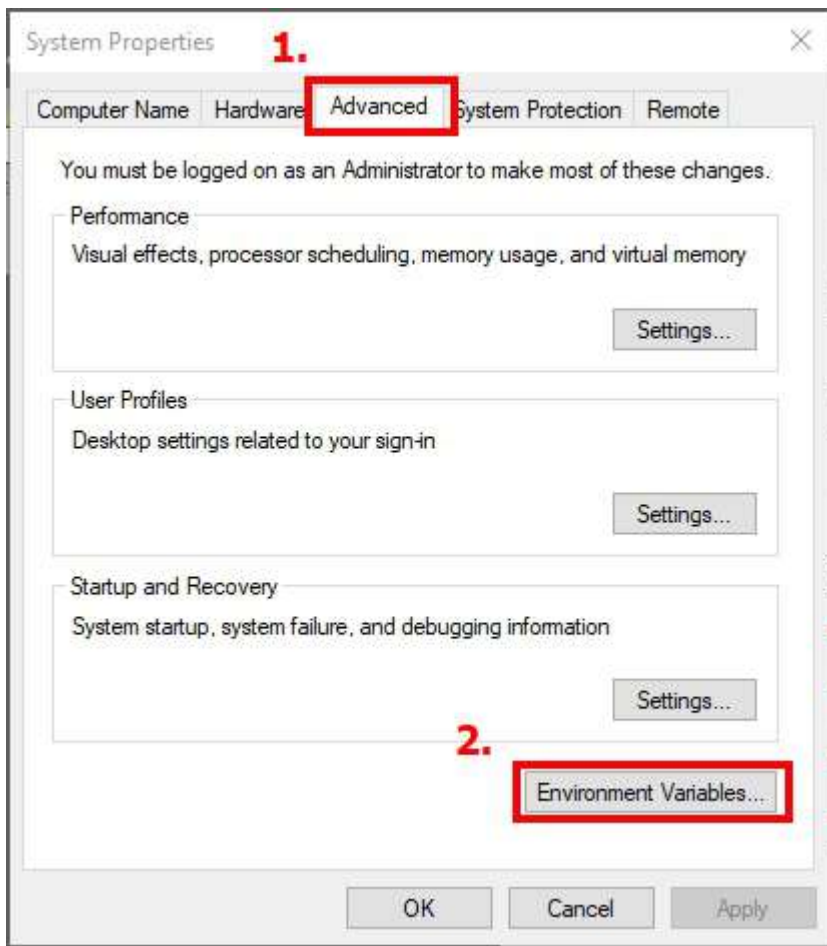 System Properties
1.
Computer Name Hardware Advanced System Protection Remote
You must be logged on as an Administrator to make most of these changes.
Performance
Visual effects, processor scheduling, memory usage, and virtual memory
Settings...
User Profiles
Desktop settings related to your sign-in
Settings...
Startup and Recovery
System startup, system failure, and debugging information
Settings...
2.
Environment Variables...
OK Cancel Apply